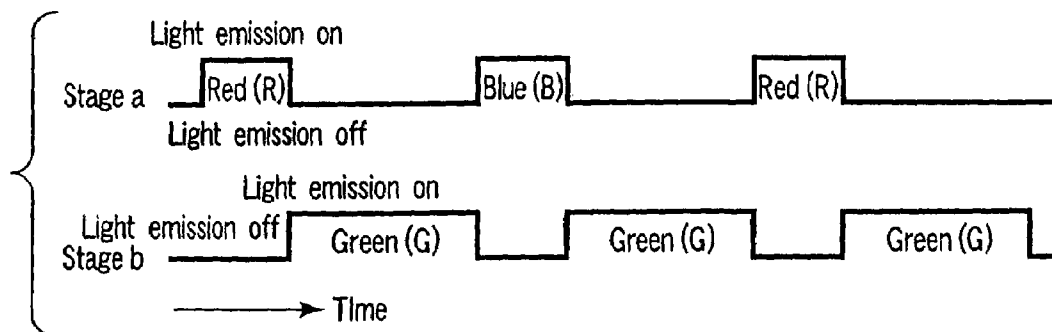 Light emission on
Stage a Red (R) Blue (B) Red (R)
Light emission off
Light emission on
Light emission off
Green (G) Green (G) Green (G)
Stage b
TIme